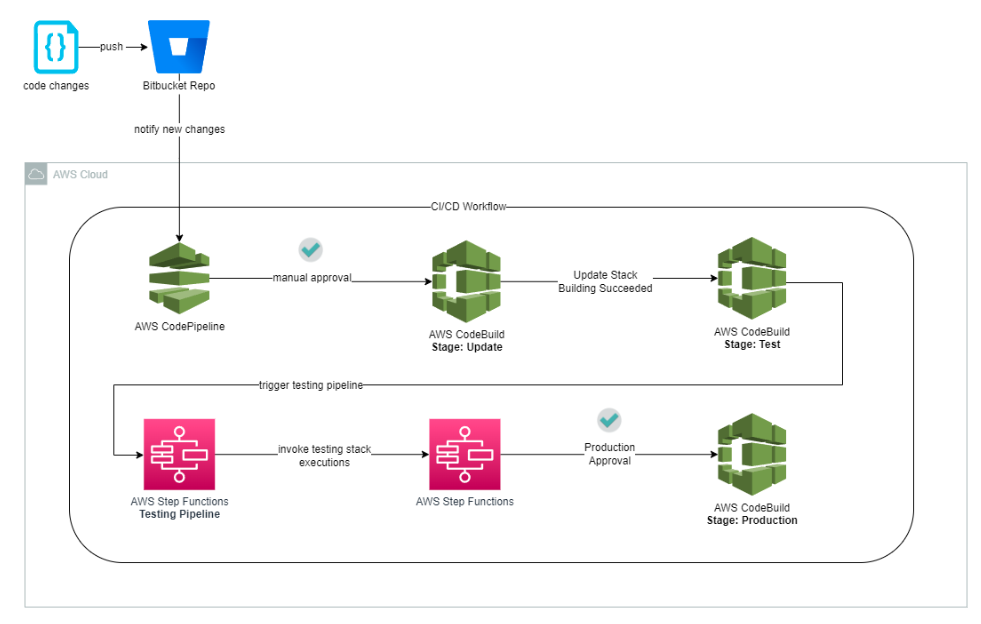 push
code changes
Bitbucket Repo
notify new changes
AWS Cloud
CI/CD Workflow
manual approval
Update Stack
Building Succeeded
AWS CodePipeline
AWS CodeBuild
Stage: Update
AWS CodeBuild
Stage: Test
trigger testing pipeline
invoke testing stack
executions
Production
Approval
AWS Step Functions
Testing Pipeline
AWS Step Functions
AWS CodeBuild
Stage: Production